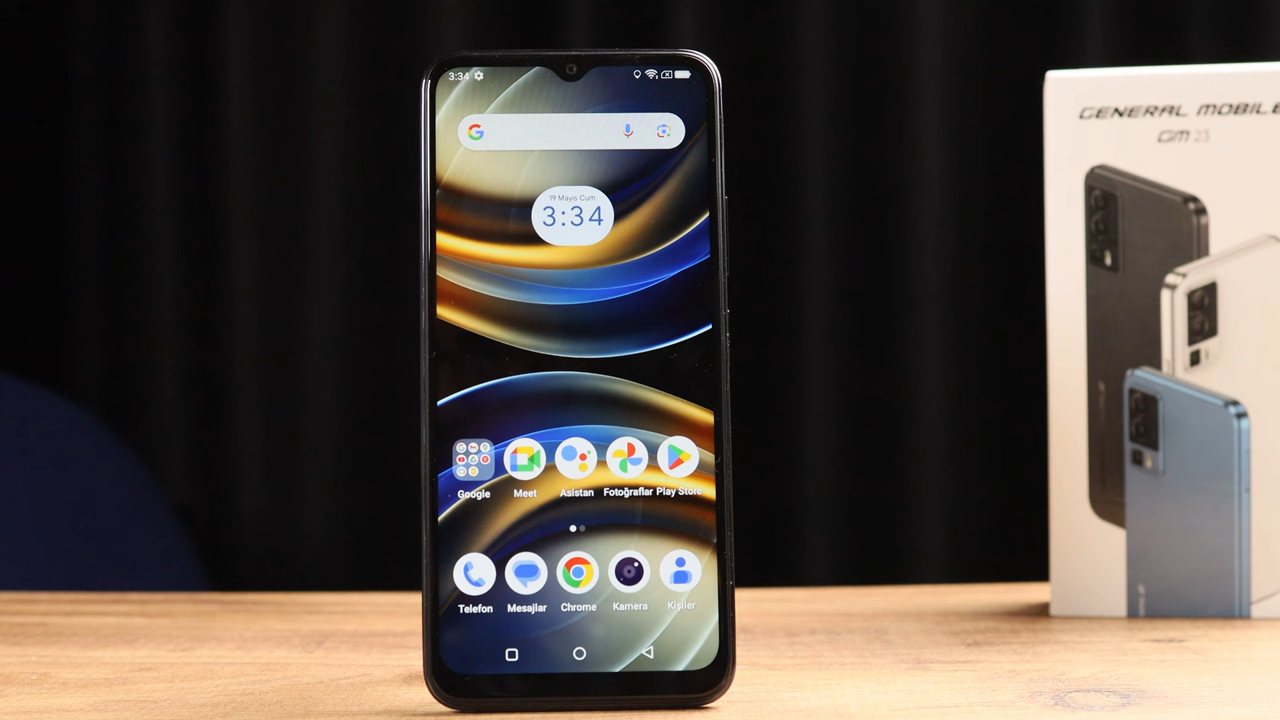 3:34
19 Mayıs Cum
3:34
Google
Meet
Asistan
Fotoğraflar
Play Store
Telefon
Mesajlar
Chrome
Kamera
Kişiler
GENERAL MOBILE
GM 23